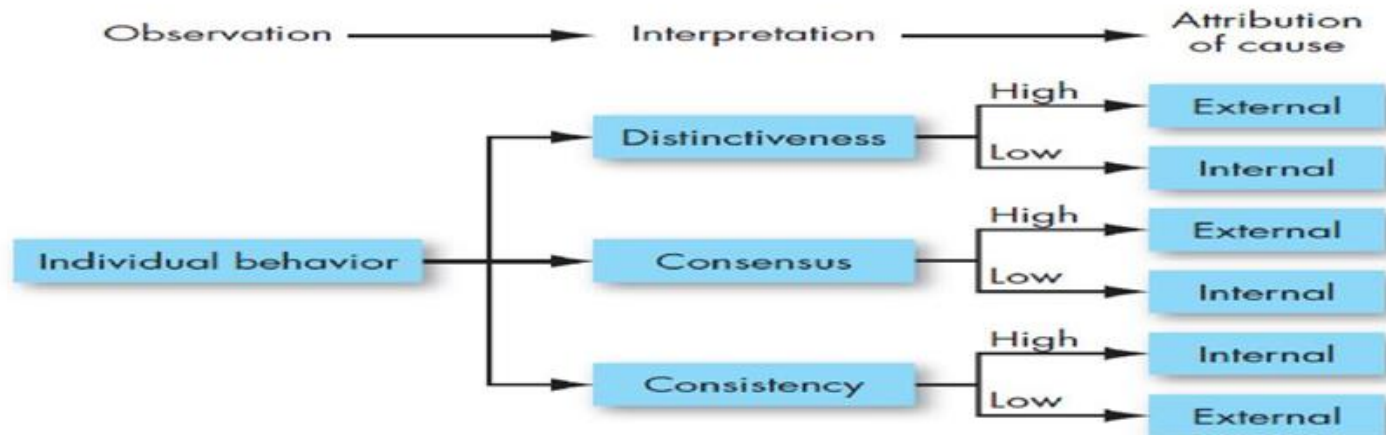 Observation
Interpretation
Attribution
of cause
High
External
Distinctiveness
Low
Internal
High
External
Individual behavior
Consensus
Low
Internal
High
Internal
Consistency
Low
External